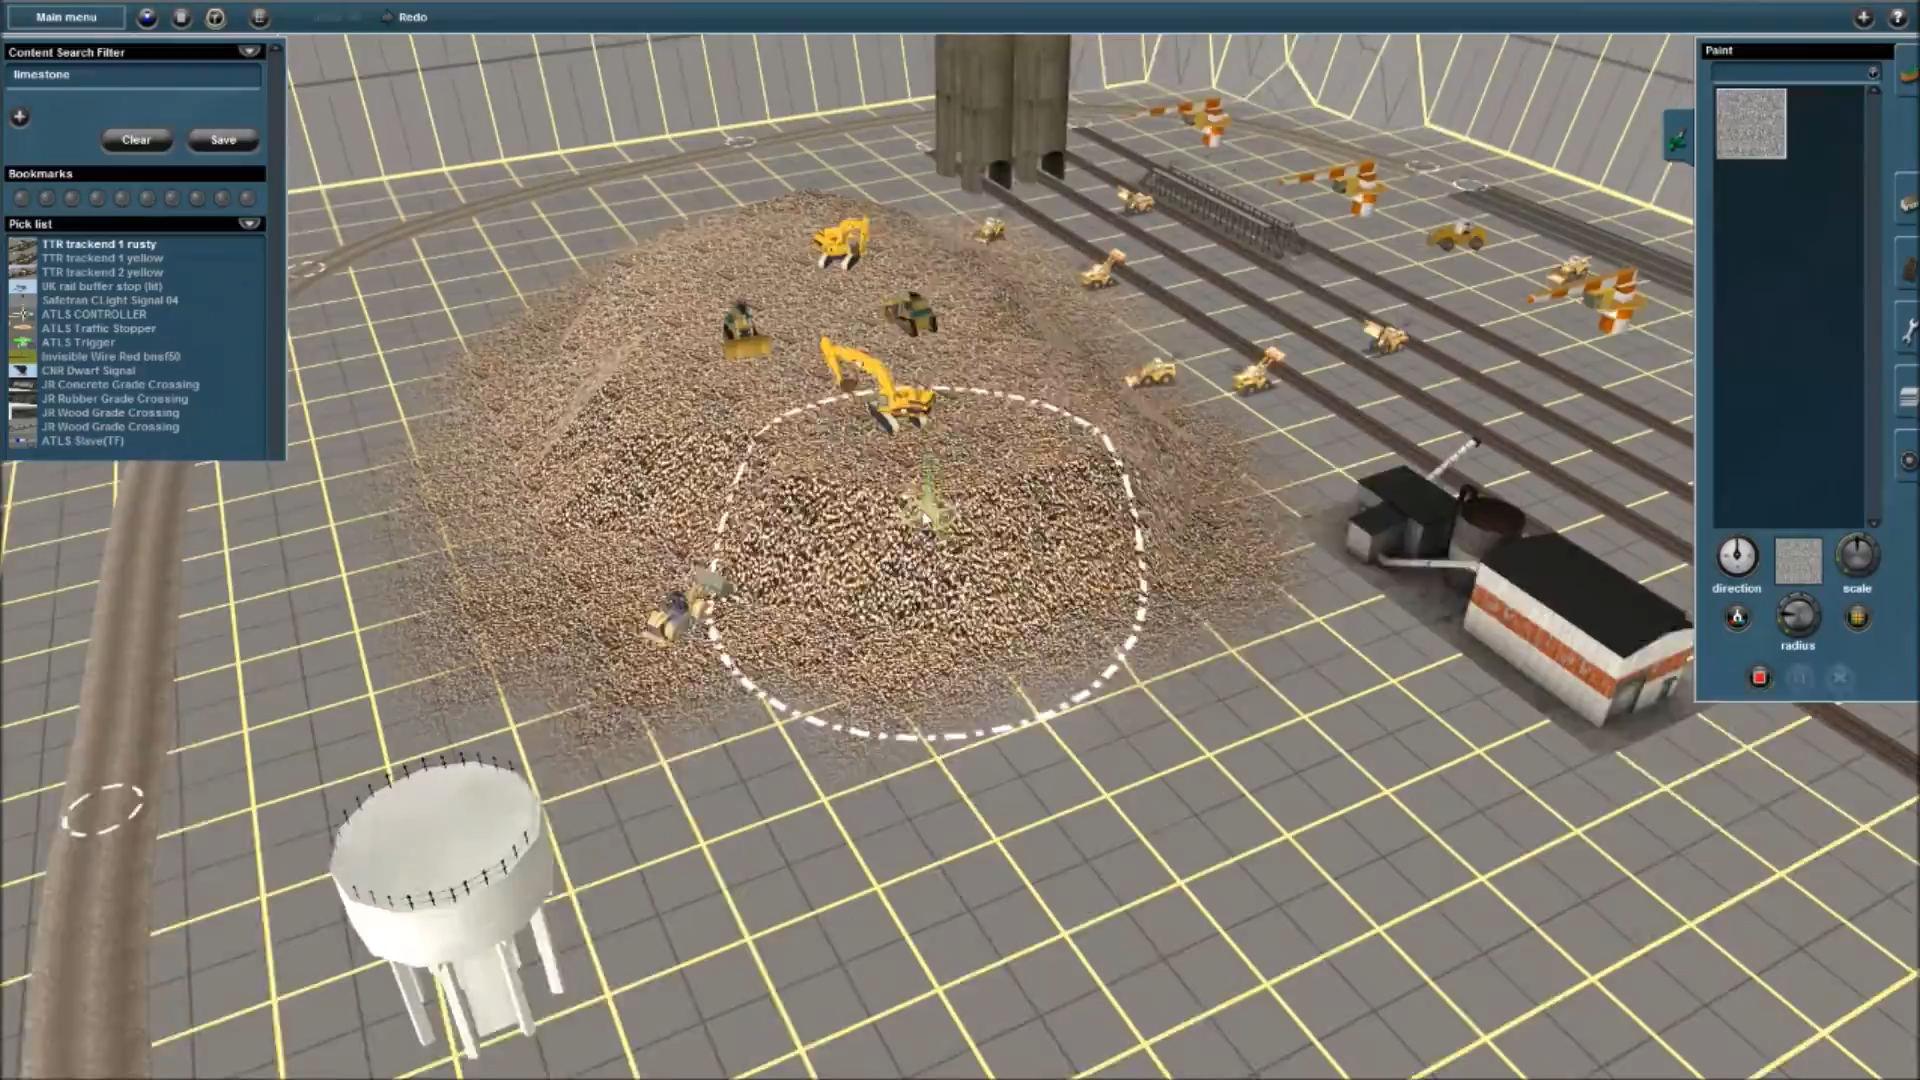 Main menu
Redo
Content Search Filter
limestone
Clear
Save
Bookmarks
Pick list
TTR trackend 1 rusty
TTR trackend 1 yellow
TTR trackend 2 yellow
UK rail buffer stop (lit)
Safetran CLight Signal 04
ATLS CONTROLLER
ATLS Traffic Stopper
ATLS Trigger
Invisible Wire Red bnsf50
CNR Dwarf Signal
JR Concrete Grade Crossing
JR Rubber Grade Crossing
JR Wood Grade Crossing
JR Wood Grade Crossing
ATLS Slave(TF)
Paint
direction
scale
radius